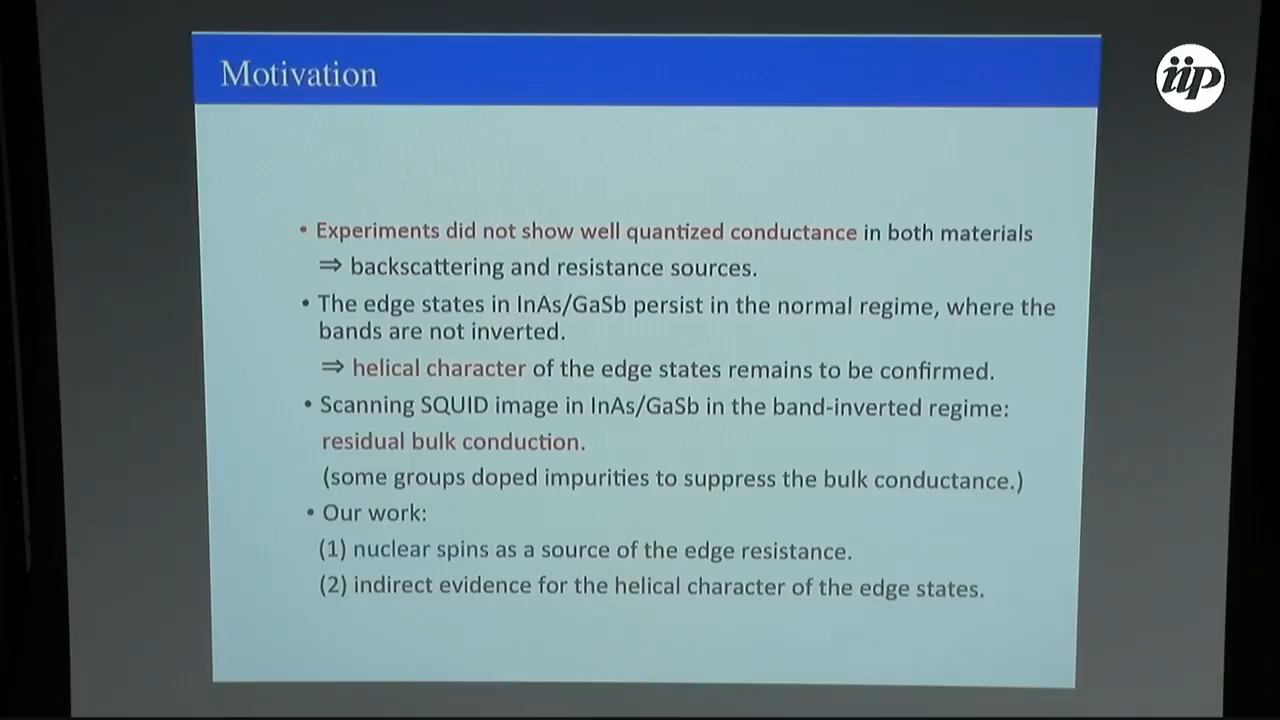 Motivation
iip
• Experiments did not show well quantized conductance in both materials
⇒ backscattering and resistance sources.
• The edge states in InAs/GaSb persist in the normal regime, where the
bands are not inverted.
⇒ helical character of the edge states remains to be confirmed.
• Scanning SQUID image in InAs/GaSb in the band-inverted regime:
residual bulk conduction.
(some groups doped impurities to suppress the bulk conductance.)
• Our work:
(1) nuclear spins as a source of the edge resistance.
(2) indirect evidence for the helical character of the edge states.